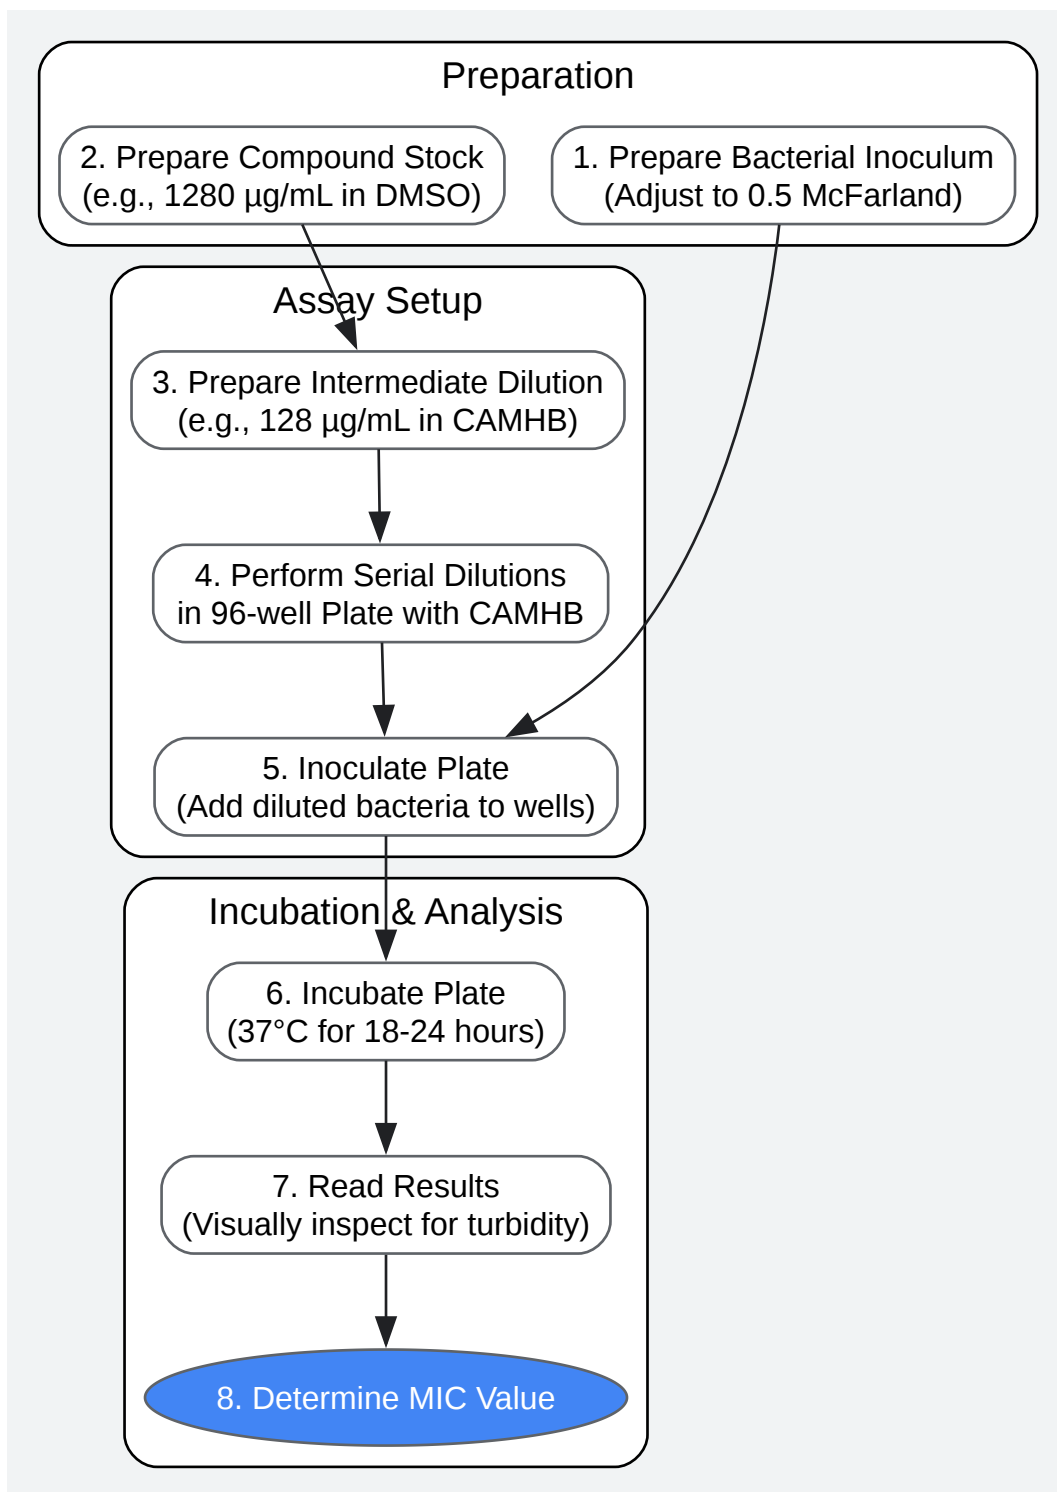 Preparation
2. Prepare Compound Stock
(e.g., 1280 µg/mL in DMSO)
1. Prepare Bacterial Inoculum
(Adjust to 0.5 McFarland)
Assay Setup
3. Prepare Intermediate Dilution
(e.g., 128 µg/mL in CAMHB)
4. Perform Serial Dilutions
in 96-well Plate with CAMHB
5. Inoculate Plate
(Add diluted bacteria to wells)
Incubation & Analysis
6. Incubate Plate
(37°C for 18-24 hours)
7. Read Results
(Visually inspect for turbidity)
8. Determine MIC Value